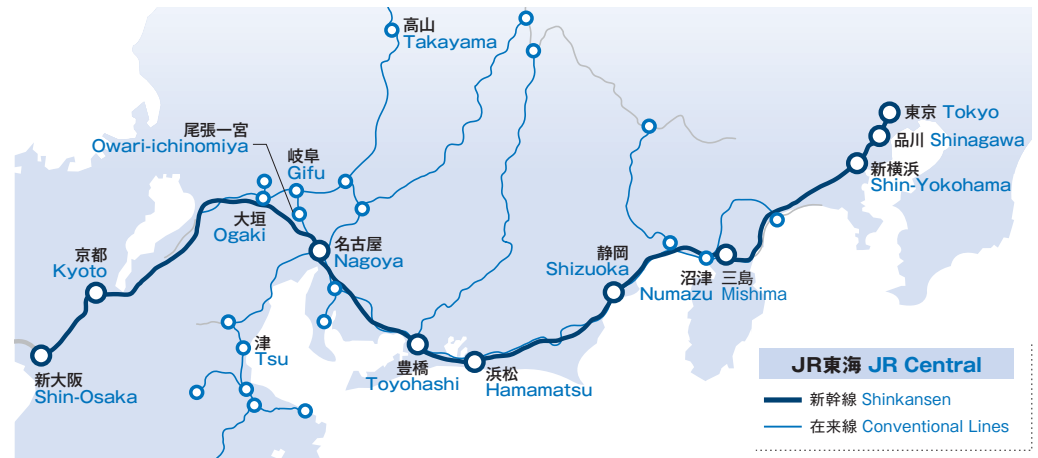 高山
Takayama
尾張一宮
Owari-ichinomiya
岐阜
Gifu
東京 Tokyo
品川 Shinagawa
新横浜
Shin-Yokohama
大垣
Ogaki
名古屋
Nagoya
京都
Kyoto
静岡
Shizuoka
沼津
Numazu
三島
Mishima
津
Tsu
新大阪
Shin-Osaka
豊橋
Toyohashi
浜松
Hamamatsu
JR東海 JR Central
新幹線 Shinkansen
在来線 Conventional Lines